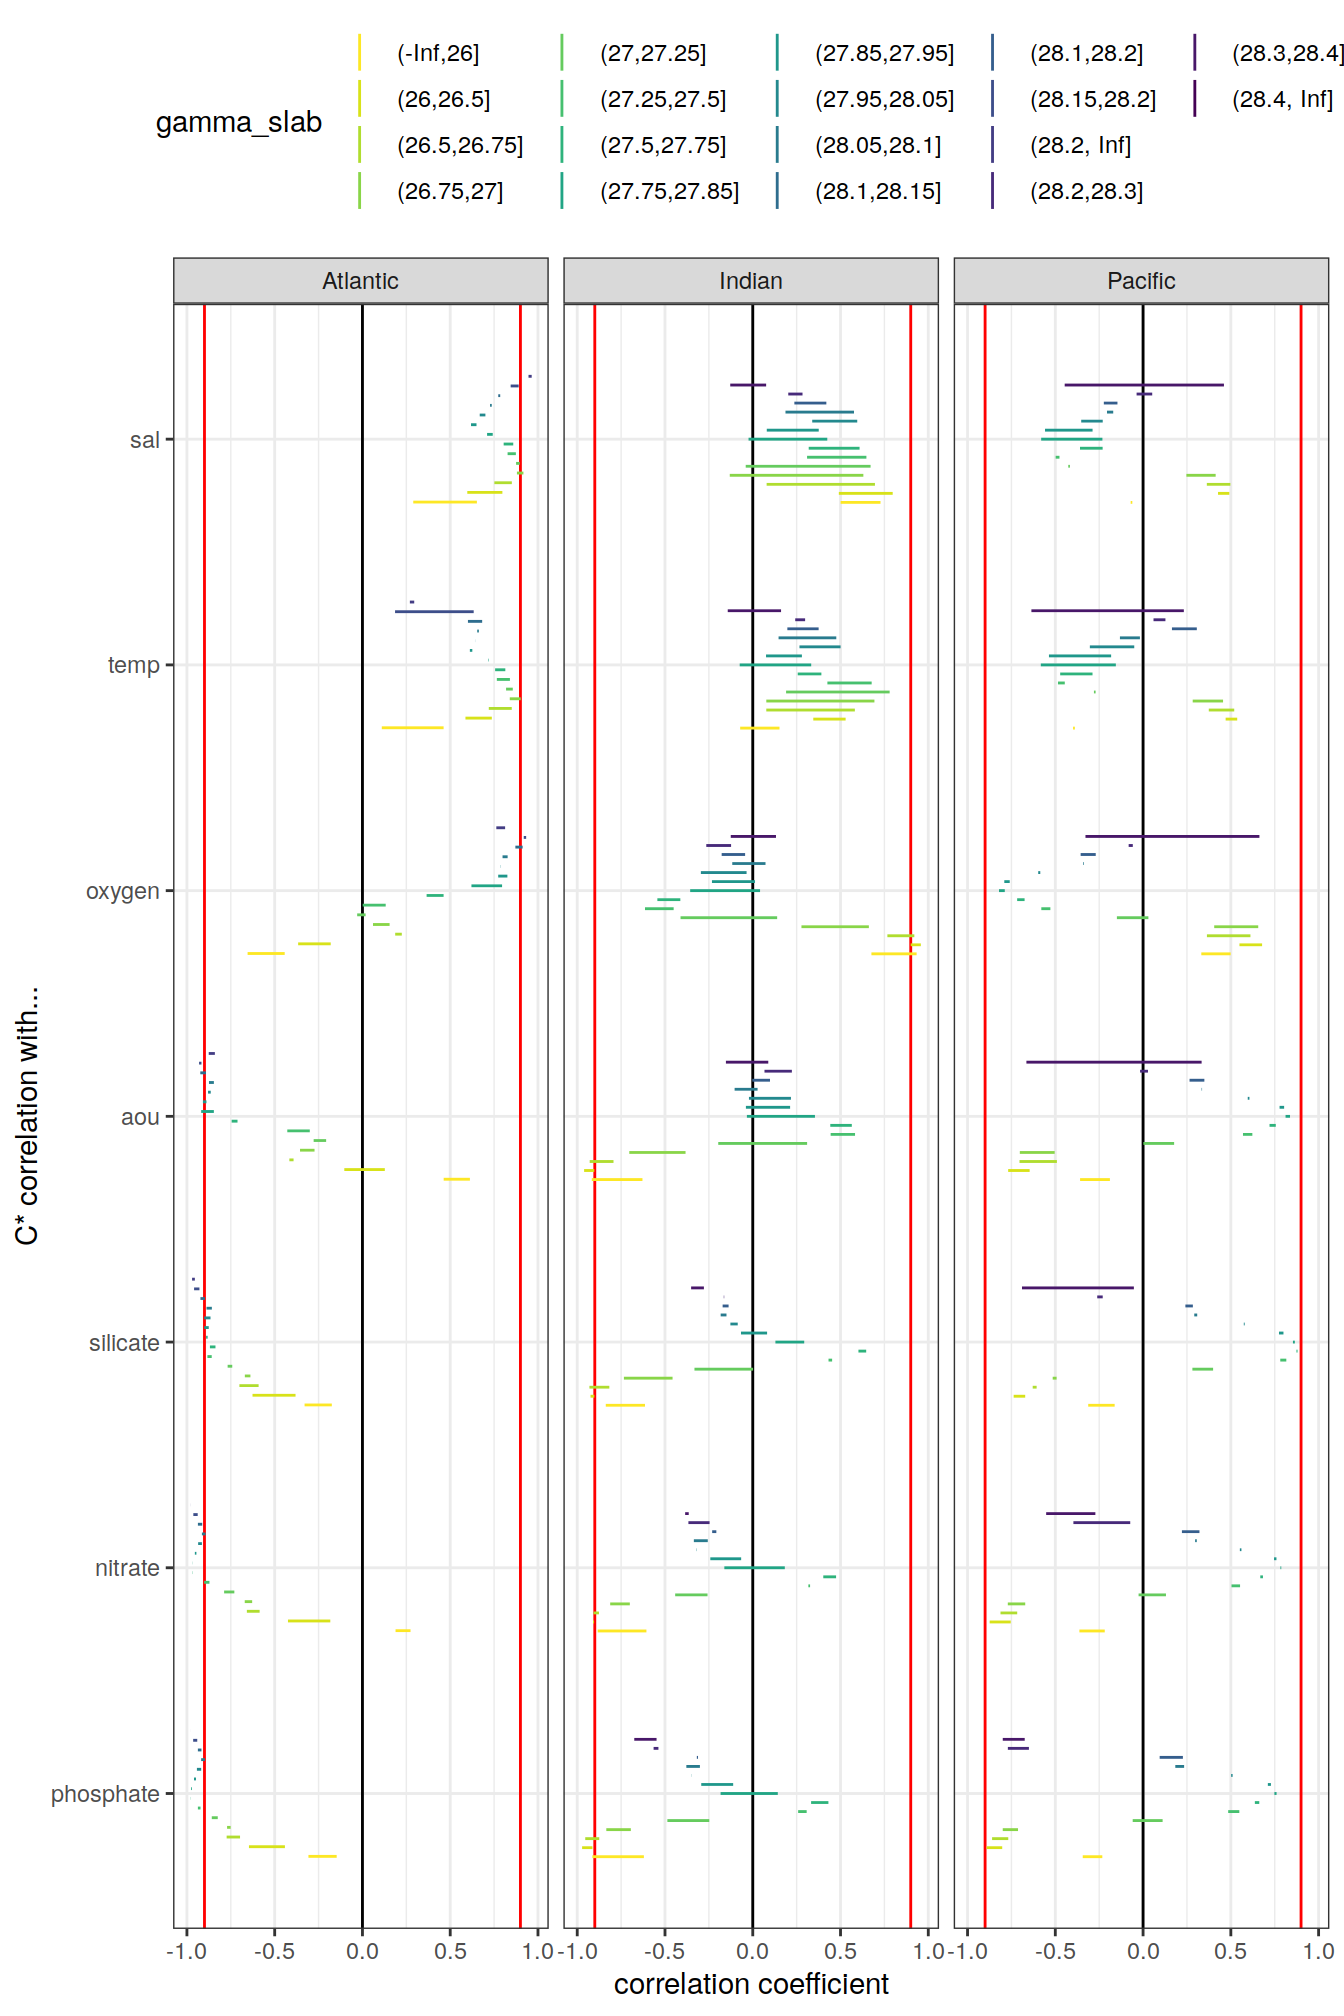 gamma_slab
(-Inf,26] (27,27.25] (27.85,27.95] (28.1,28.2] (28.3,28.4]
(26,26.5] (27.25,27.5] (27.95,28.05] (28.15,28.2] (28.4, Inf]
(26.5,26.75] (27.5,27.75] (28.05,28.1] (28.2, Inf]
(26.75,27] (27.75,27.85] (28.1,28.15] (28.2,28.3]
Atlantic Indian Pacific
C* correlation with...
sal
temp
oxygen
aou
silicate
nitrate
phosphate
-1.0 -0.5 0.0 0.5 1.0 -1.0 -0.5 0.0 0.5 1.0 -1.0 -0.5 0.0 0.5 1.0
correlation coefficient